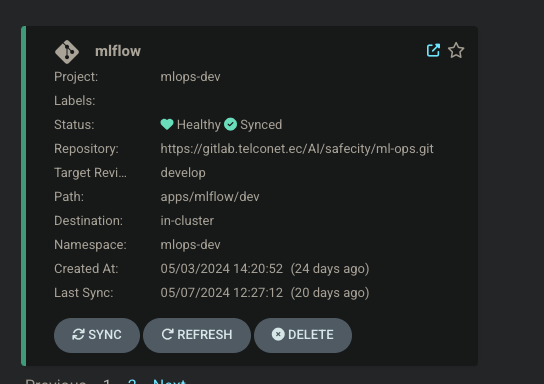 mlflow
Project: mlops-dev
Labels:
Status: Healthy Synced
Repository: https://gitlab.telconet.ec/AI/safecity/ml-ops.git
Target Revi... develop
Path: apps/mlflow/dev
Destination: in-cluster
Namespace: mlops-dev
Created At: 05/03/2024 14:20:52 (24 days ago)
Last Sync: 05/07/2024 12:27:12 (20 days ago)
SYNC REFRESH DELETE
Previous 1 2 Next